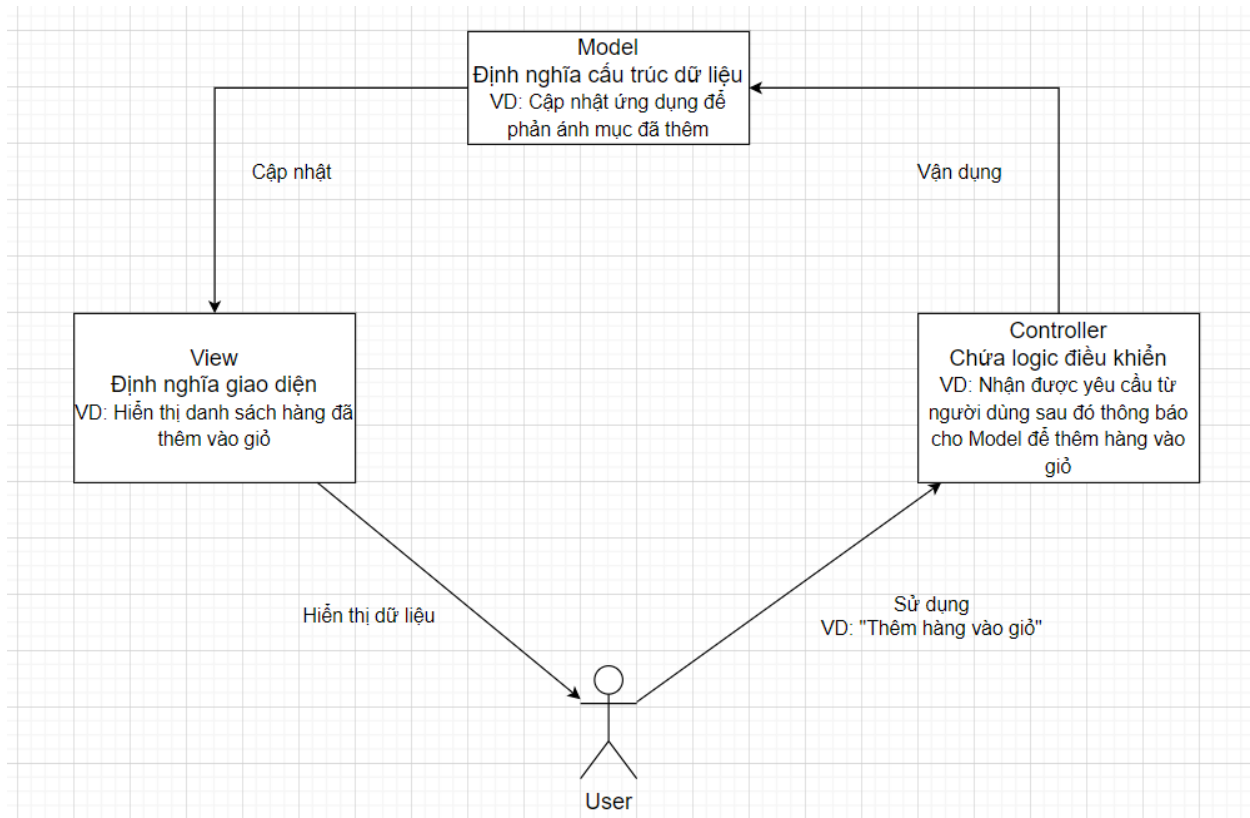 Model
Định nghĩa cấu trúc dữ liệu
VD: Cập nhật ứng dụng để
phản ánh mục đã thêm
Cập nhật
Vận dụng
View
Định nghĩa giao diện
VD: Hiển thị danh sách hàng đã
thêm vào giỏ
Controller
Chứa logic điều khiển
VD: Nhận được yêu cầu từ
người dùng sau đó thông báo
cho Model để thêm hàng vào
giỏ
Hiển thị dữ liệu
Sử dụng
VD: "Thêm hàng vào giỏ"
User